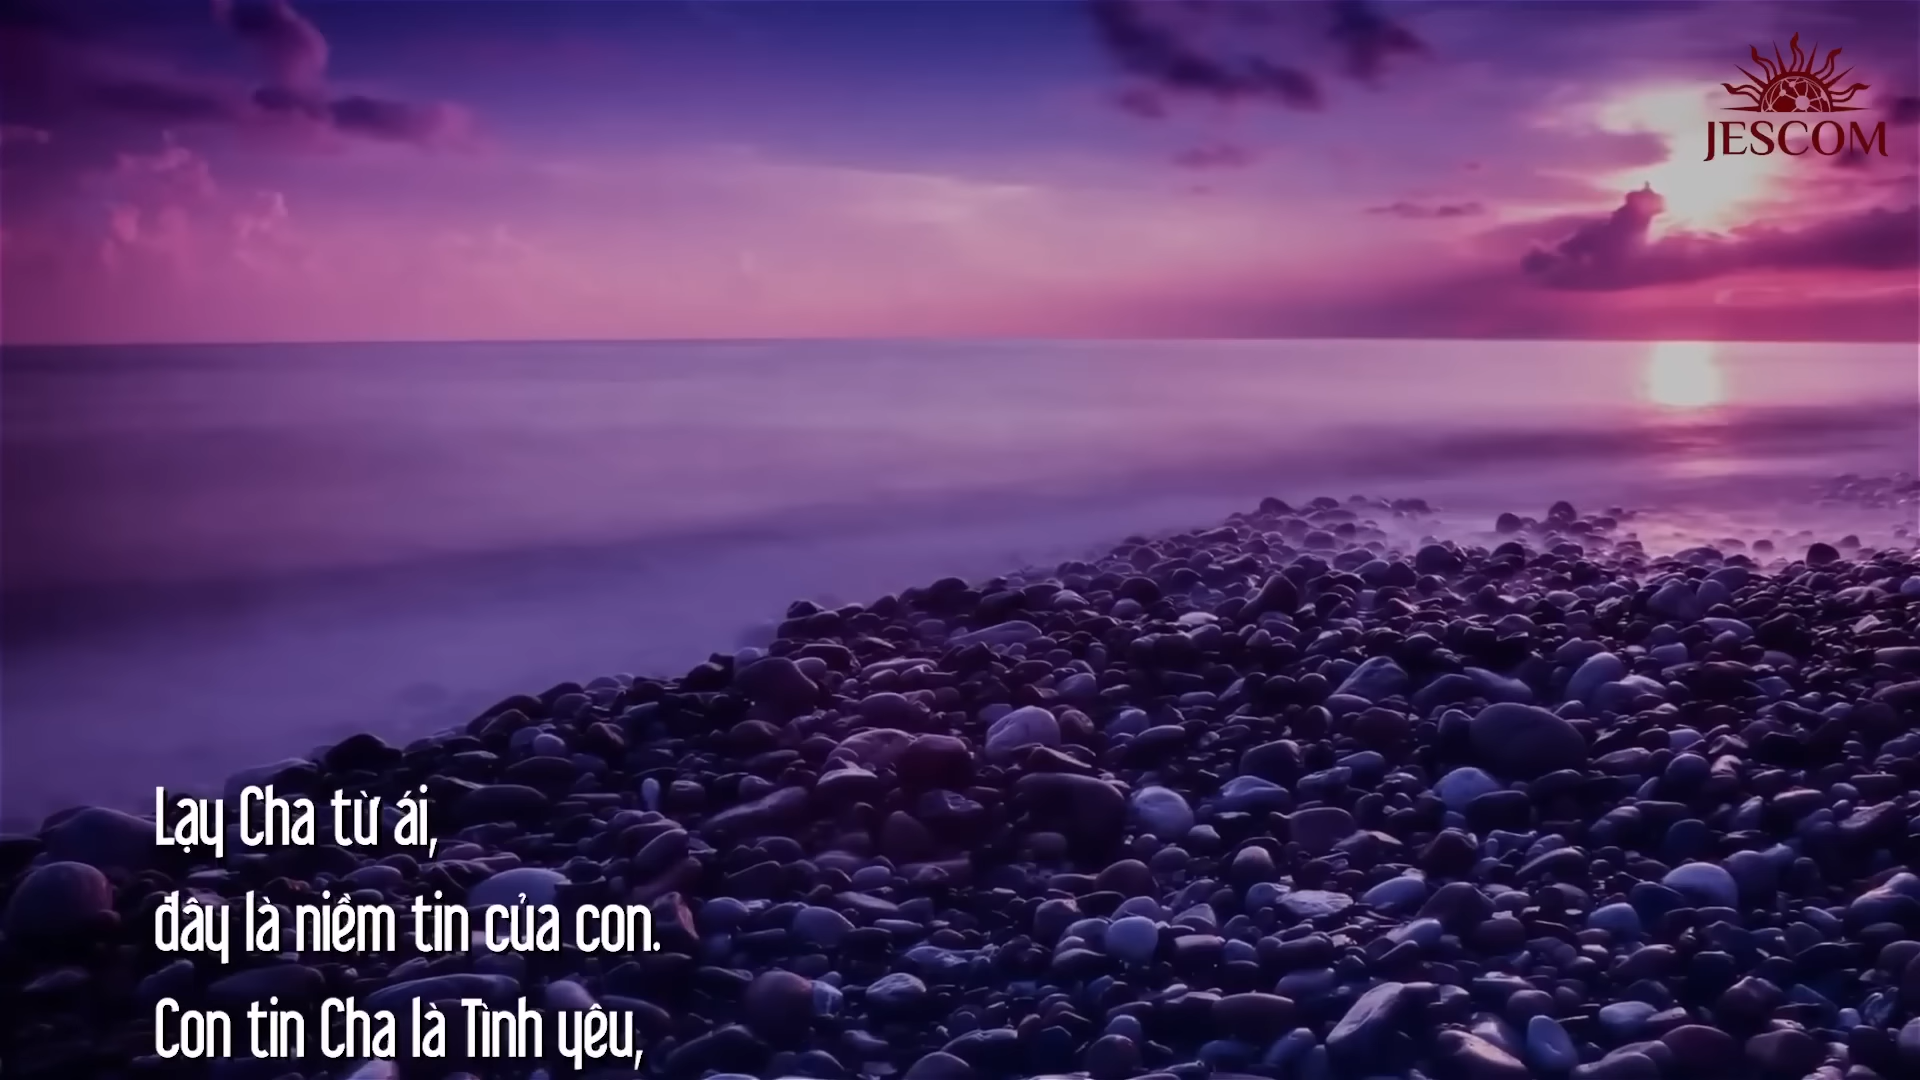 JESCOM
Lạy Cha từ ái,
đây là niềm tin của con.
Con tin Cha là Tình yêu,